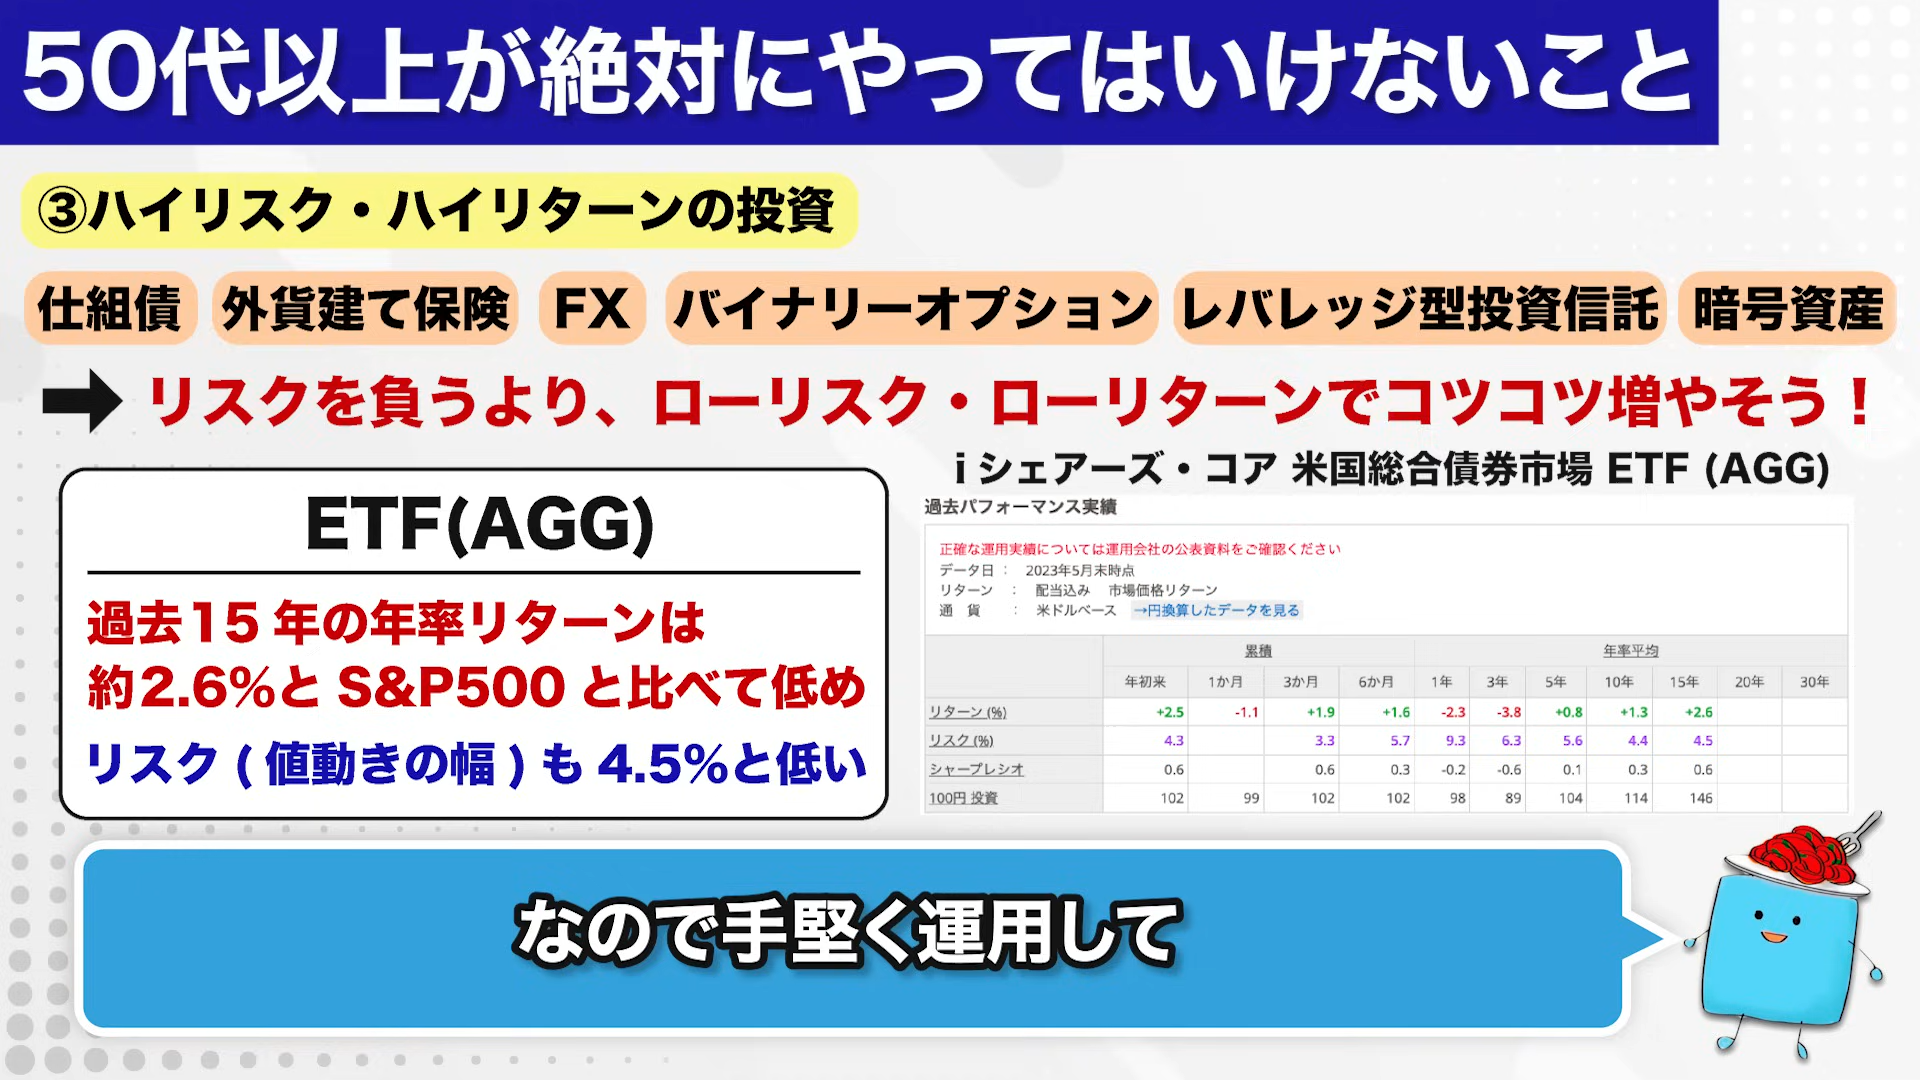 50代以上が絶対にやってはいけないこと
③ハイリスク・ハイリターンの投資
仕組債 外貨建て保険 FX バイナリーオプション レバレッジ型投資信託 暗号資産
➡ リスクを負うより、ローリスク・ローリターンでコツコツ増やそう！
ETF(AGG)
過去15年の年率リターンは
約2.6%と S&P500 と比べて低め
リスク(値動きの幅)も4.5%と低い
iシェアーズ・コア 米国総合債券市場 ETF (AGG)
過去パフォーマンス実績
正確な運用実績については運用会社の公表資料をご確認ください
データ日 ： 2023年5月末時点
リターン ： 配当込み 市場価格リターン
通 貨 ： 米ドルベース →円換算したデータを見る
累積 年率平均
年初来 1か月 3か月 6か月 1年 3年 5年 10年 15年 20年 30年
リターン (%) +2.5 -1.1 +1.9 +1.6 -2.3 -3.8 +0.8 +1.3 +2.6
リスク (%) 4.3 3.3 5.7 9.3 6.3 5.6 4.4 4.5
シャープレシオ 0.6 0.6 0.3 -0.2 -0.6 0.1 0.3 0.6
100円 投資 102 99 102 102 98 89 104 114 146
なので手堅く運用して